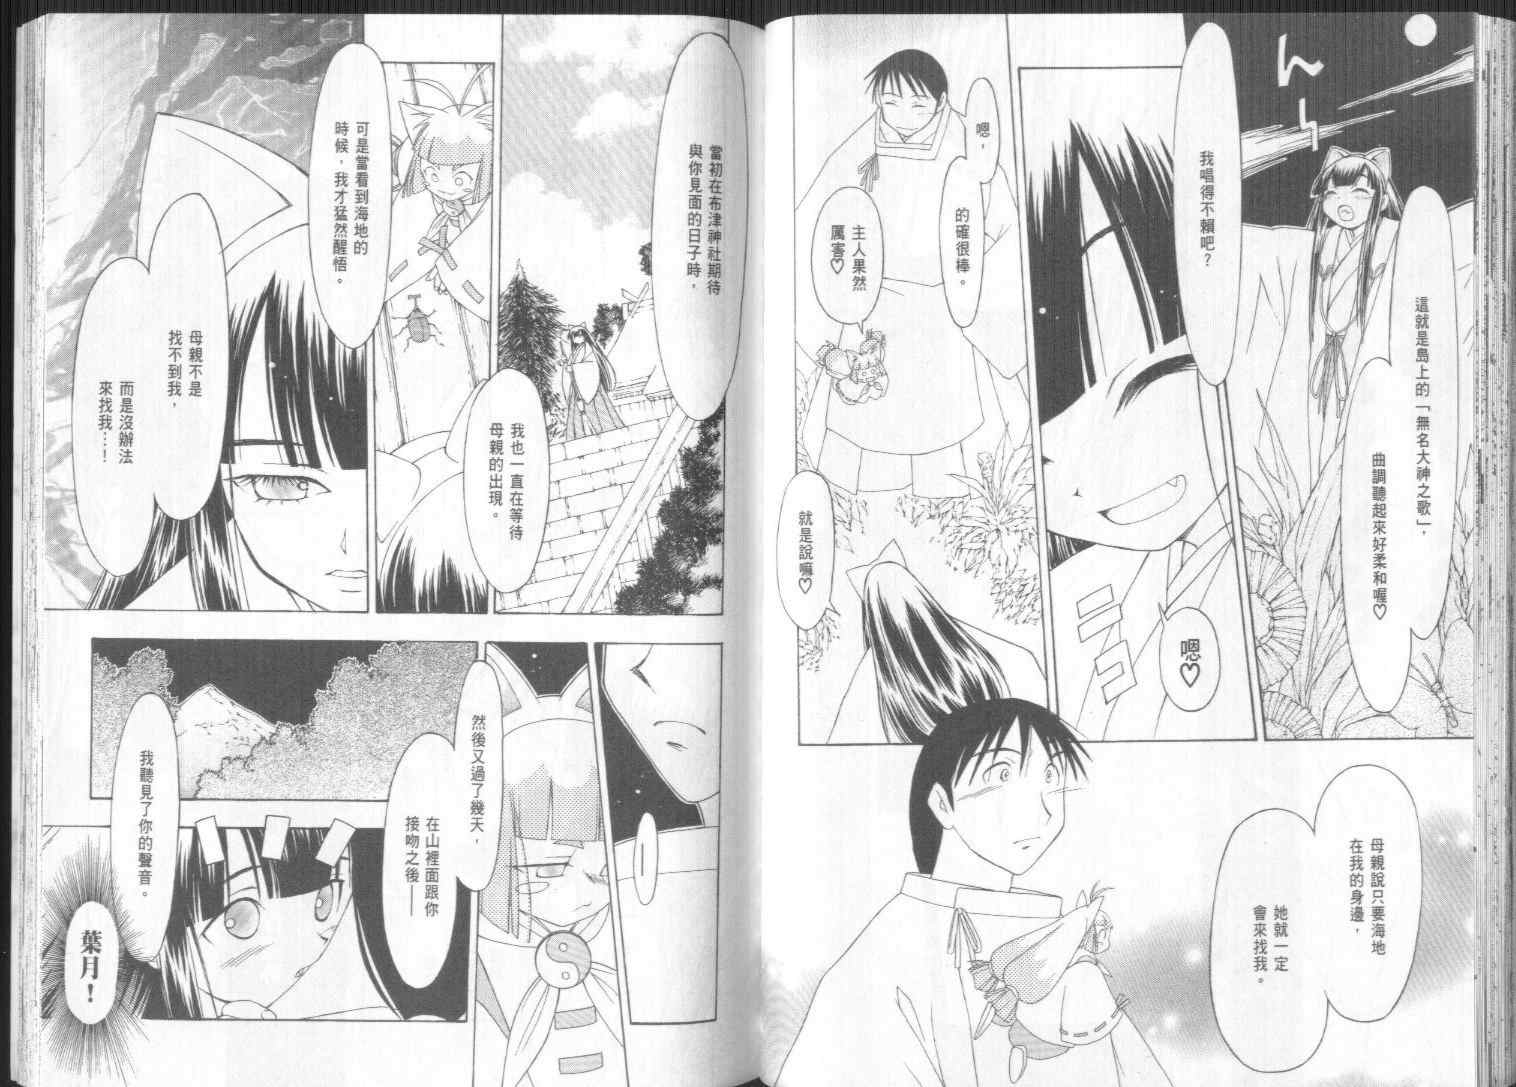 んー
這就是島上的「無名大神之歌」，
曲調聽起來好柔和喔♡
我唱得不賴吧？
嗯♡
嗯，
的確很棒。
主人果然
厲害♡
就是說嘛♡
母親說只要海地
在我的身邊，
她就一定
會來找我。
當初在布津神社期待
與你見面的日子時，
我也一直在等待
母親的出現。
可是當看到海地的
時候，我才猛然醒悟。
母親不是
找不到我，
而是沒辦法
來找我…！
然後又過了幾天，
在山裡面跟你
接吻之後——
我聽見了你的聲音。
葉月！